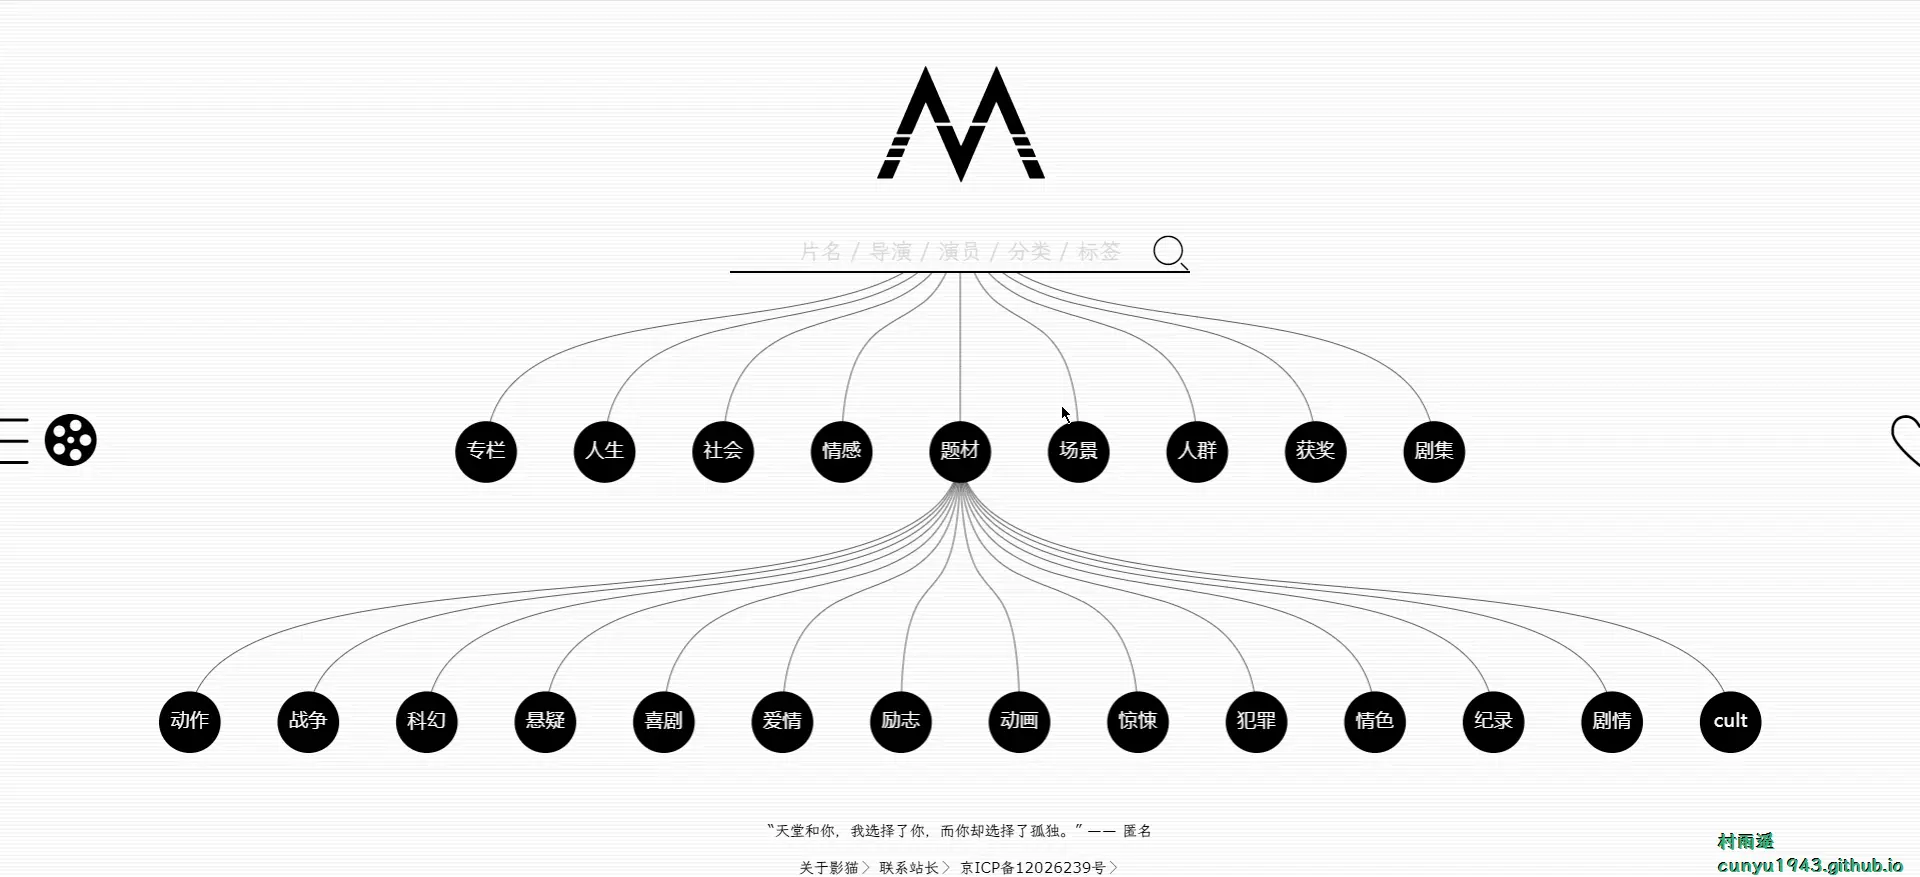 片名 / 导演 / 演员 / 分类 / 标签
专栏 人生 社会 情感 题材 场景 人群 获奖 剧集
动作 战争 科幻 悬疑 喜剧 爱情 励志 动画 惊悚 犯罪 情色 纪录 剧情 cult
“天堂和你，我选择了你，而你却选择了孤独。” —— 匿名
关于影猫〉 联系站长〉 京ICP备12026239号〉
村雨遥
cunyu1943.github.io